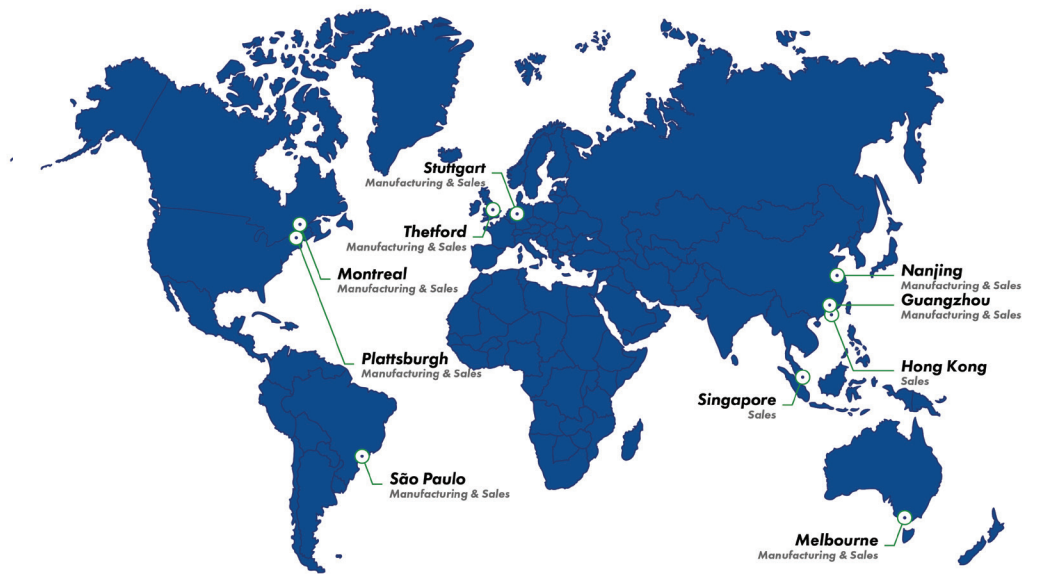 Stuttgart
Manufacturing & Sales
Thetford
Manufacturing & Sales
Montreal
Manufacturing & Sales
Plattsburgh
Manufacturing & Sales
São Paulo
Manufacturing & Sales
Nanjing
Manufacturing & Sales
Guangzhou
Manufacturing & Sales
Hong Kong
Sales
Singapore
Sales
Melbourne
Manufacturing & Sales